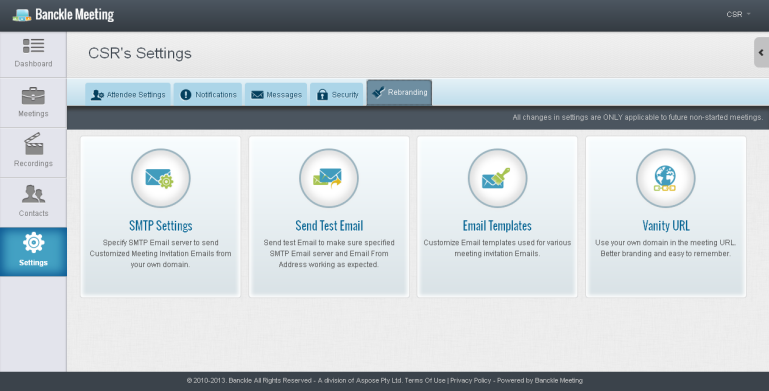 Banckle Meeting
CSR
Dashboard
CSR's Settings
Attendee Settings
Notifications
Messages
Security
Rebranding
Meetings
All changes in settings are ONLY applicable to future non-started meetings.
Recordings
Contacts
Settings
SMTP Settings
Specify SMTP Email server to send
Customized Meeting Invitation Emails from
your own domain.
Send Test Email
Send test Email to make sure specified
SMTP Email server and Email From
Address working as expected.
Email Templates
Customize Email templates used for various
meeting invitation Emails.
Vanity URL
Use your own domain in the meeting URL.
Better branding and easy to remember.
© 2010-2013, Banckle All Rights Reserved - A division of Aspose Pty Ltd. Terms Of Use | Privacy Policy - Powered by Banckle Meeting